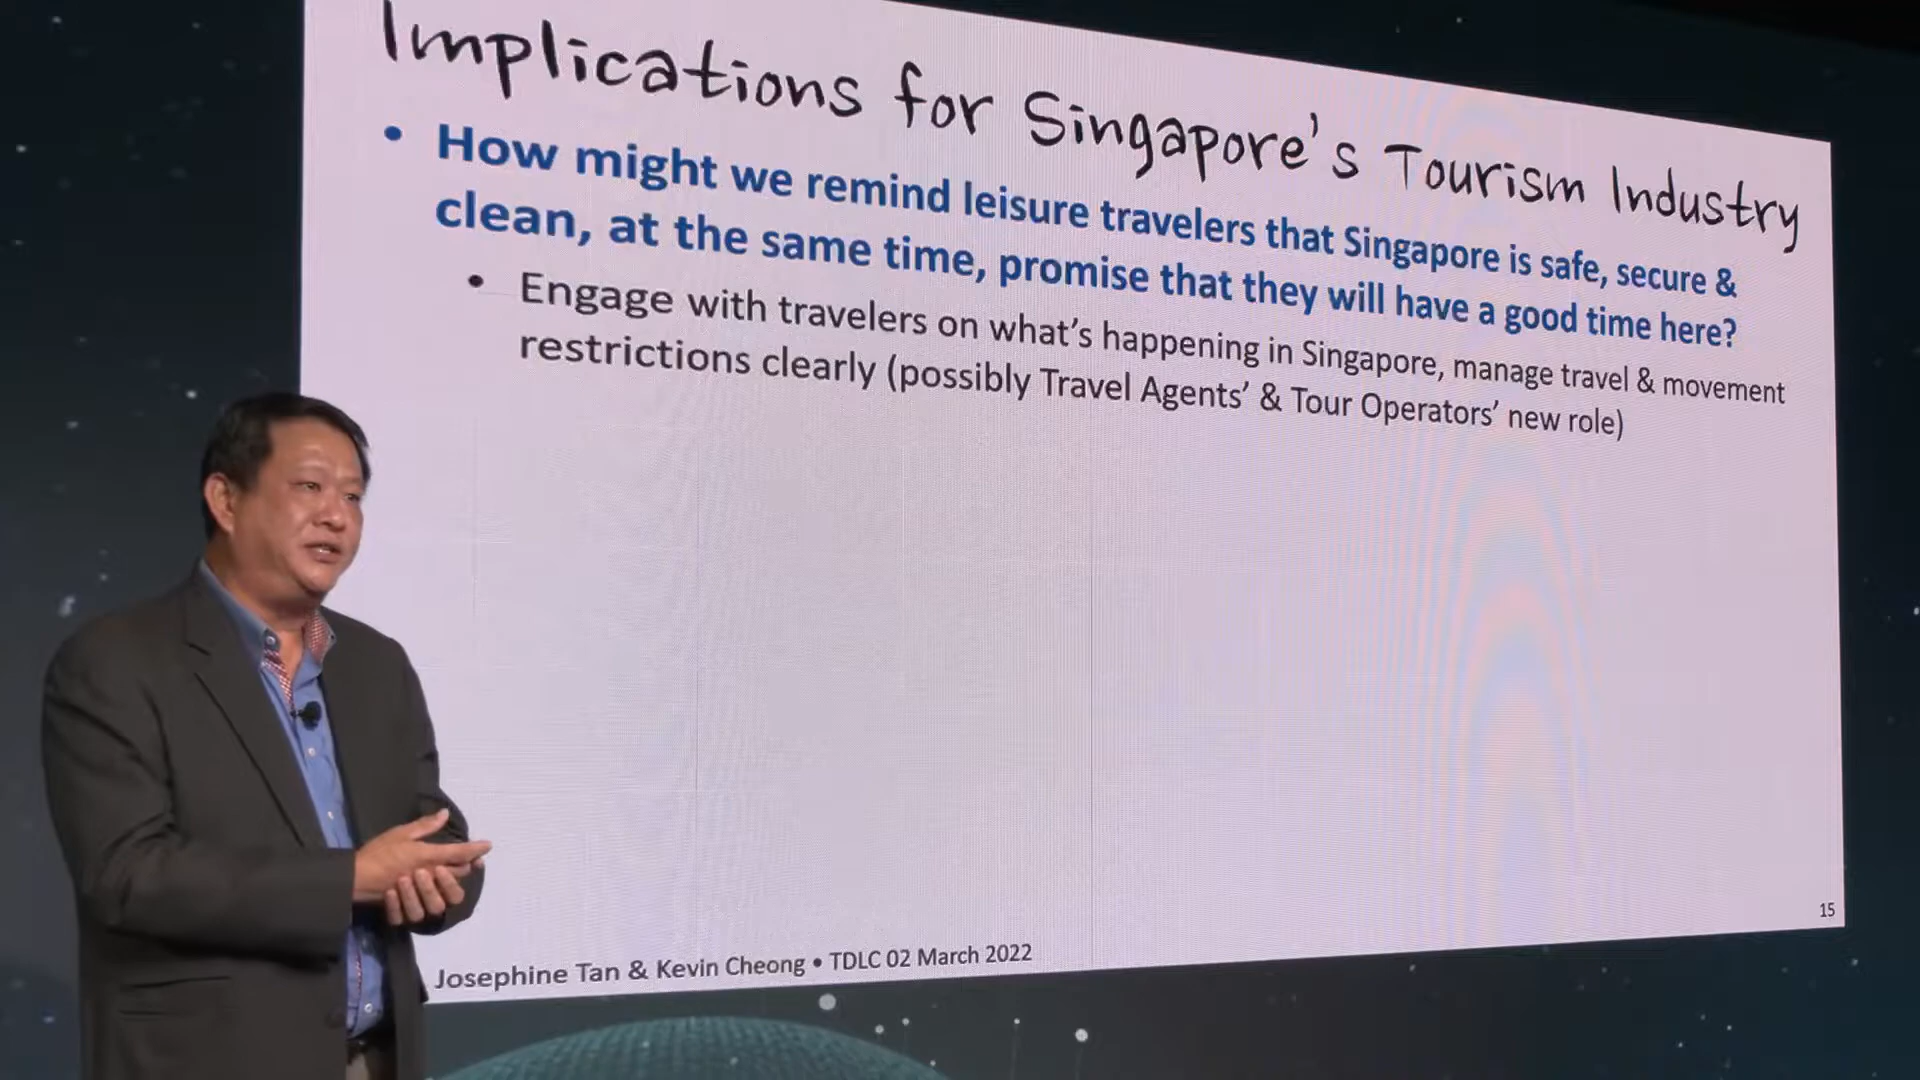 Implications for Singapore's Tourism Industry
• How might we remind leisure travelers that Singapore is safe, secure &
clean, at the same time, promise that they will have a good time here?
• Engage with travelers on what's happening in Singapore, manage travel & movement
restrictions clearly (possibly Travel Agents' & Tour Operators' new role)
15
Josephine Tan & Kevin Cheong • TDLC 02 March 2022